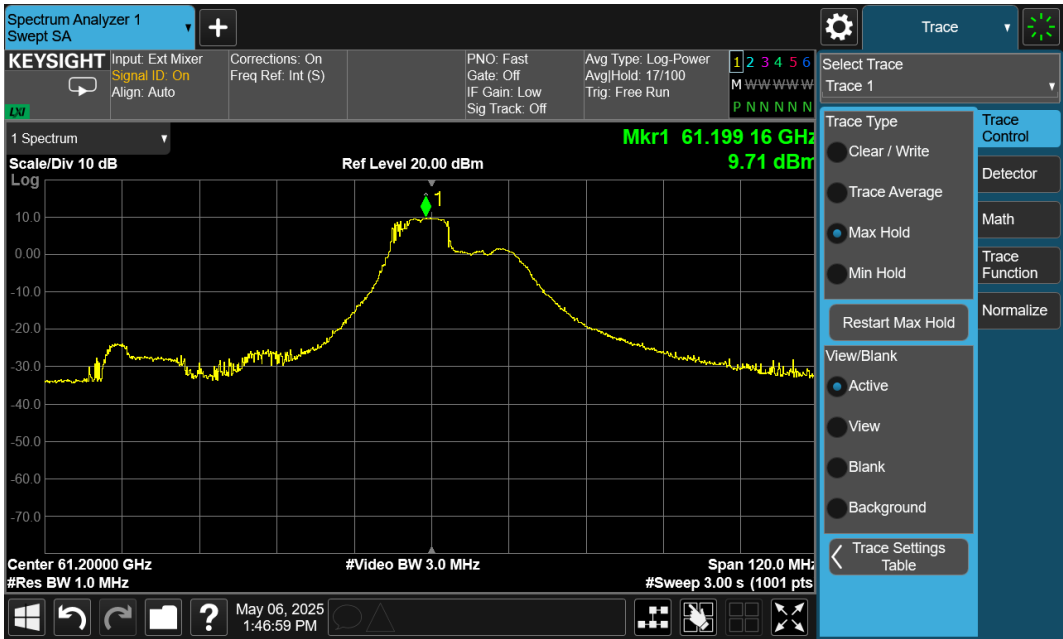 Spectrum Analyzer 1
Swept SA
+
Trace
KEYSIGHT
Input: Ext Mixer
Signal ID: On
Align: Auto
LXI
Corrections: On
Freq Ref: Int (S)
PNO: Fast
Gate: Off
IF Gain: Low
Sig Track: Off
Avg Type: Log-Power
Avg|Hold: 17/100
Trig: Free Run
1 2 3 4 5 6
M W W W W W
P N N N N N
Select Trace
Trace 1
1 Spectrum
Mkr1 61.199 16 GHz
9.71 dBm
Scale/Div 10 dB
Ref Level 20.00 dBm
Log
1
10.0
0.00
-10.0
-20.0
-30.0
-40.0
-50.0
-60.0
-70.0
Center 61.20000 GHz
#Video BW 3.0 MHz
Span 120.0 MHz
#Res BW 1.0 MHz
#Sweep 3.00 s (1001 pts
Trace Type
Clear / Write
Trace Average
Max Hold
Min Hold
Restart Max Hold
View/Blank
Active
View
Blank
Background
Trace Settings
Table
Trace
Control
Detector
Math
Trace
Function
Normalize
?
May 06, 2025
1:46:59 PM